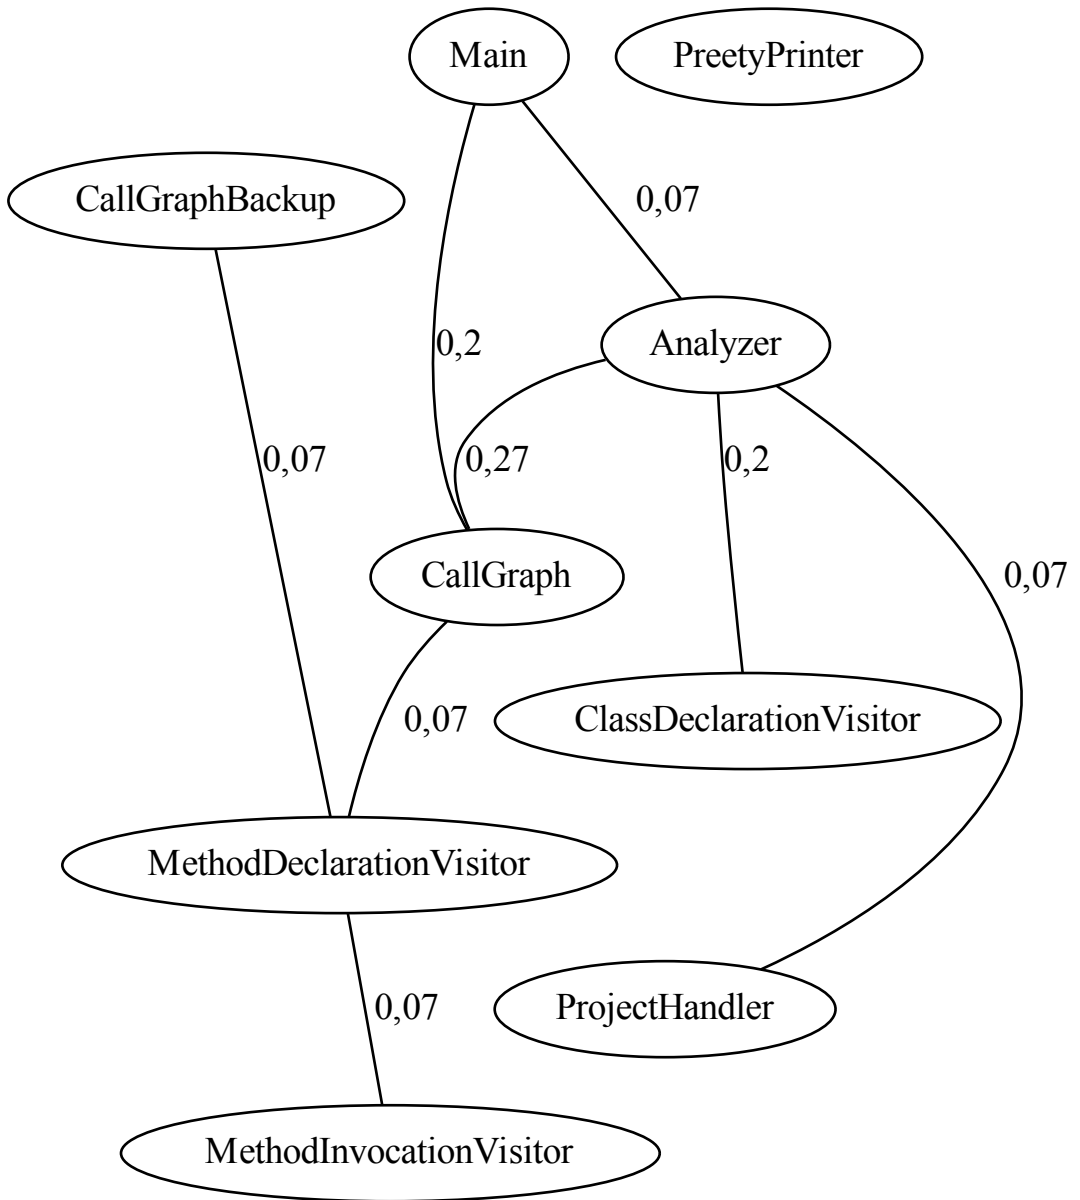 Main
PreetyPrinter
CallGraphBackup
0,07
0,2
Analyzer
0,07
0,27
0,2
CallGraph
0,07
0,07
ClassDeclarationVisitor
MethodDeclarationVisitor
0,07
ProjectHandler
MethodInvocationVisitor